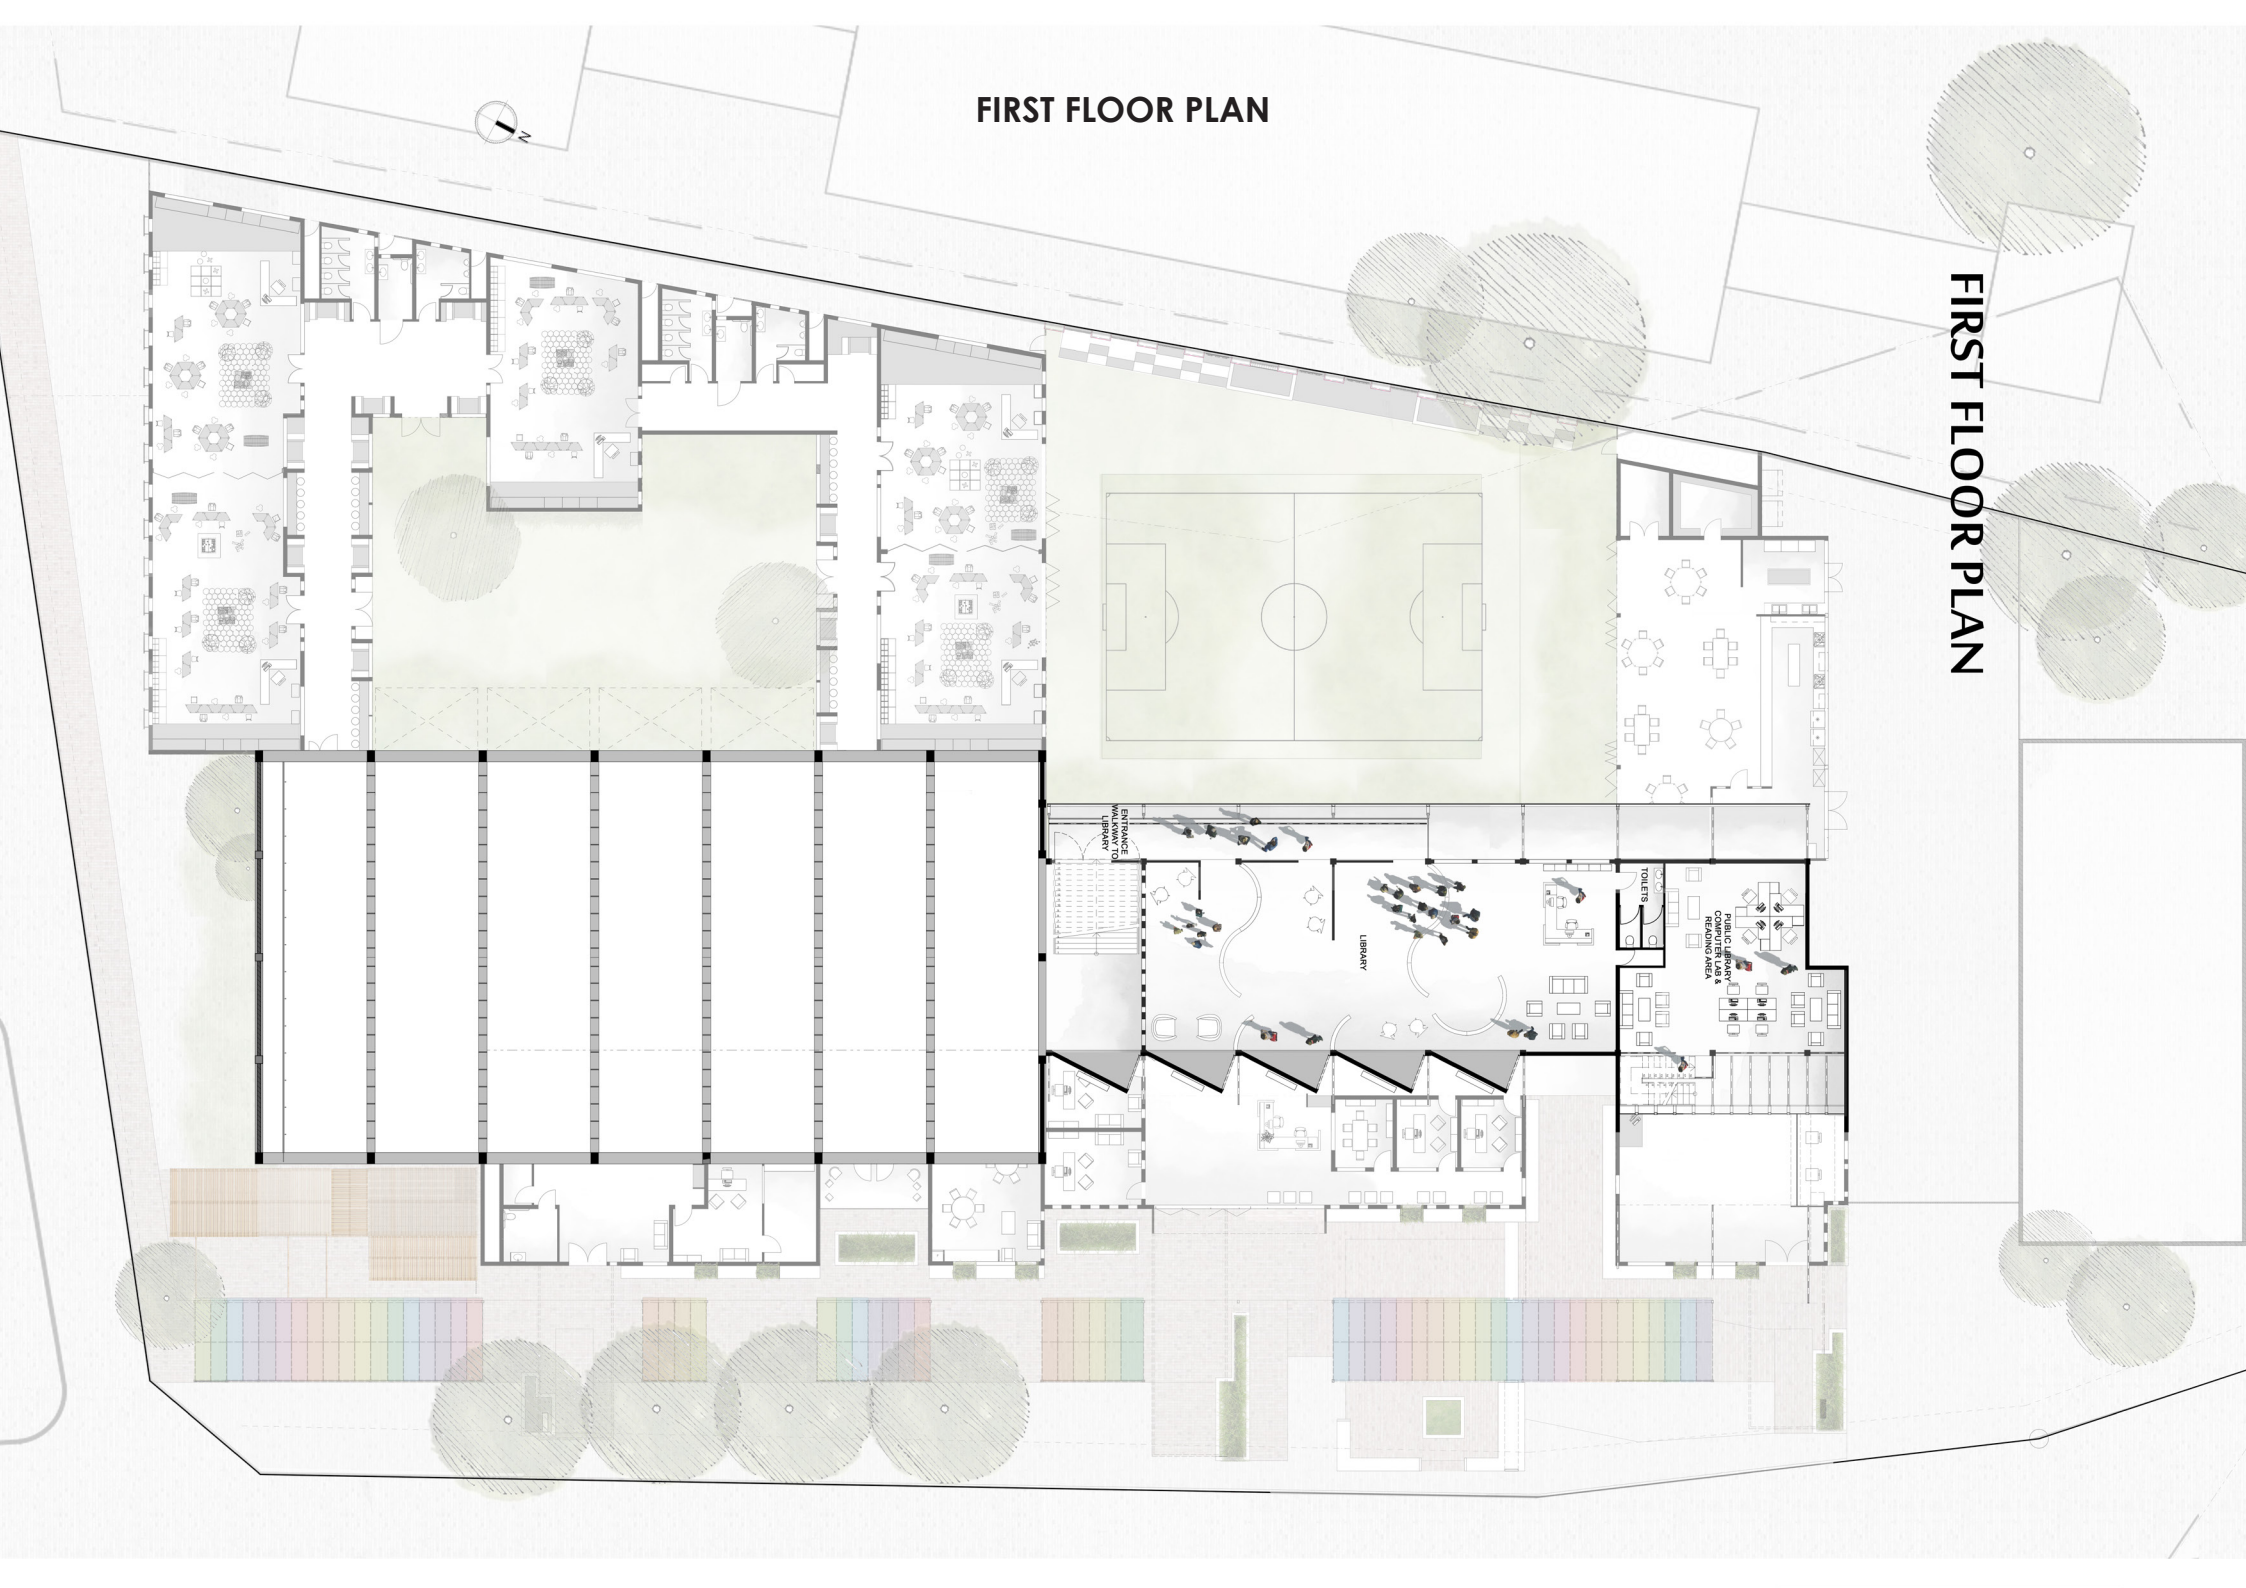 FIRST FLOOR PLAN
N
FIRST FLOOR PLAN
ENTRANCE
WALKWAY TO
LIBRARY
LIBRARY
TOILETS
PUBLIC LIBRARY
COMPUTER LAB &
READING AREA